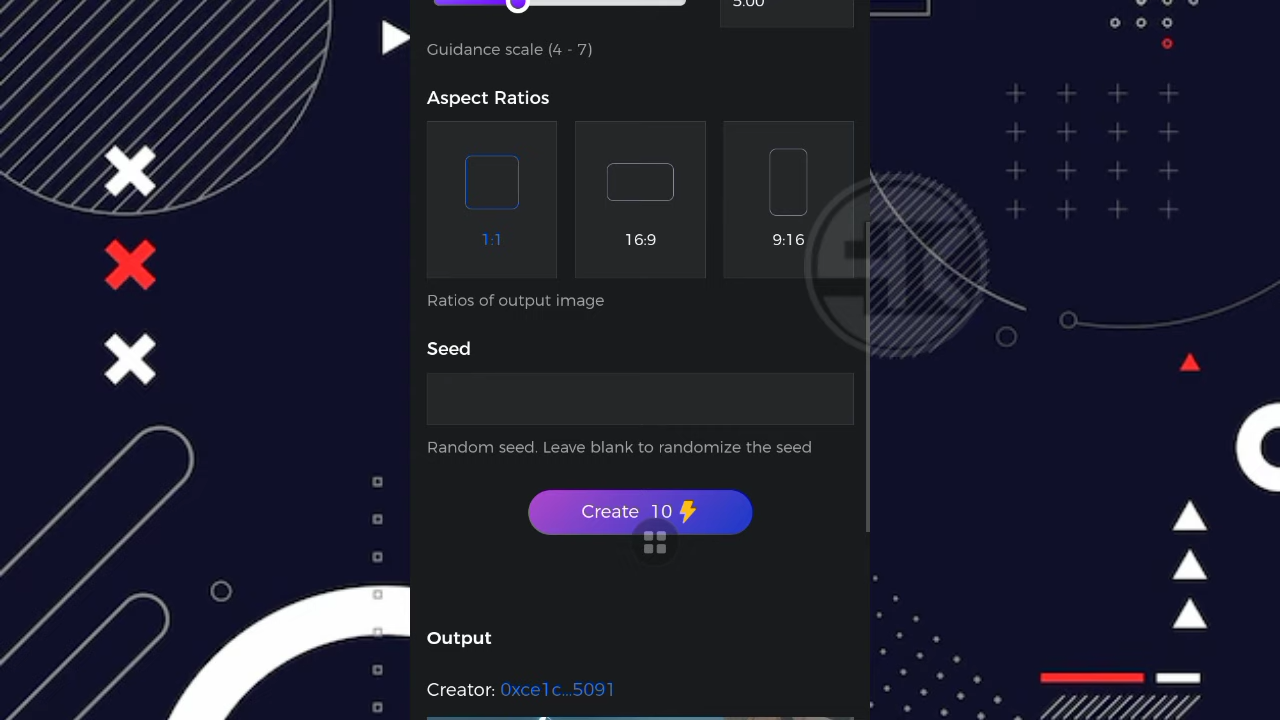 5.00
Guidance scale (4 - 7)
Aspect Ratios
1:1
16:9
9:16
Ratios of output image
Seed
Random seed. Leave blank to randomize the seed
Create 10
Output
Creator: 0xce1c...5091